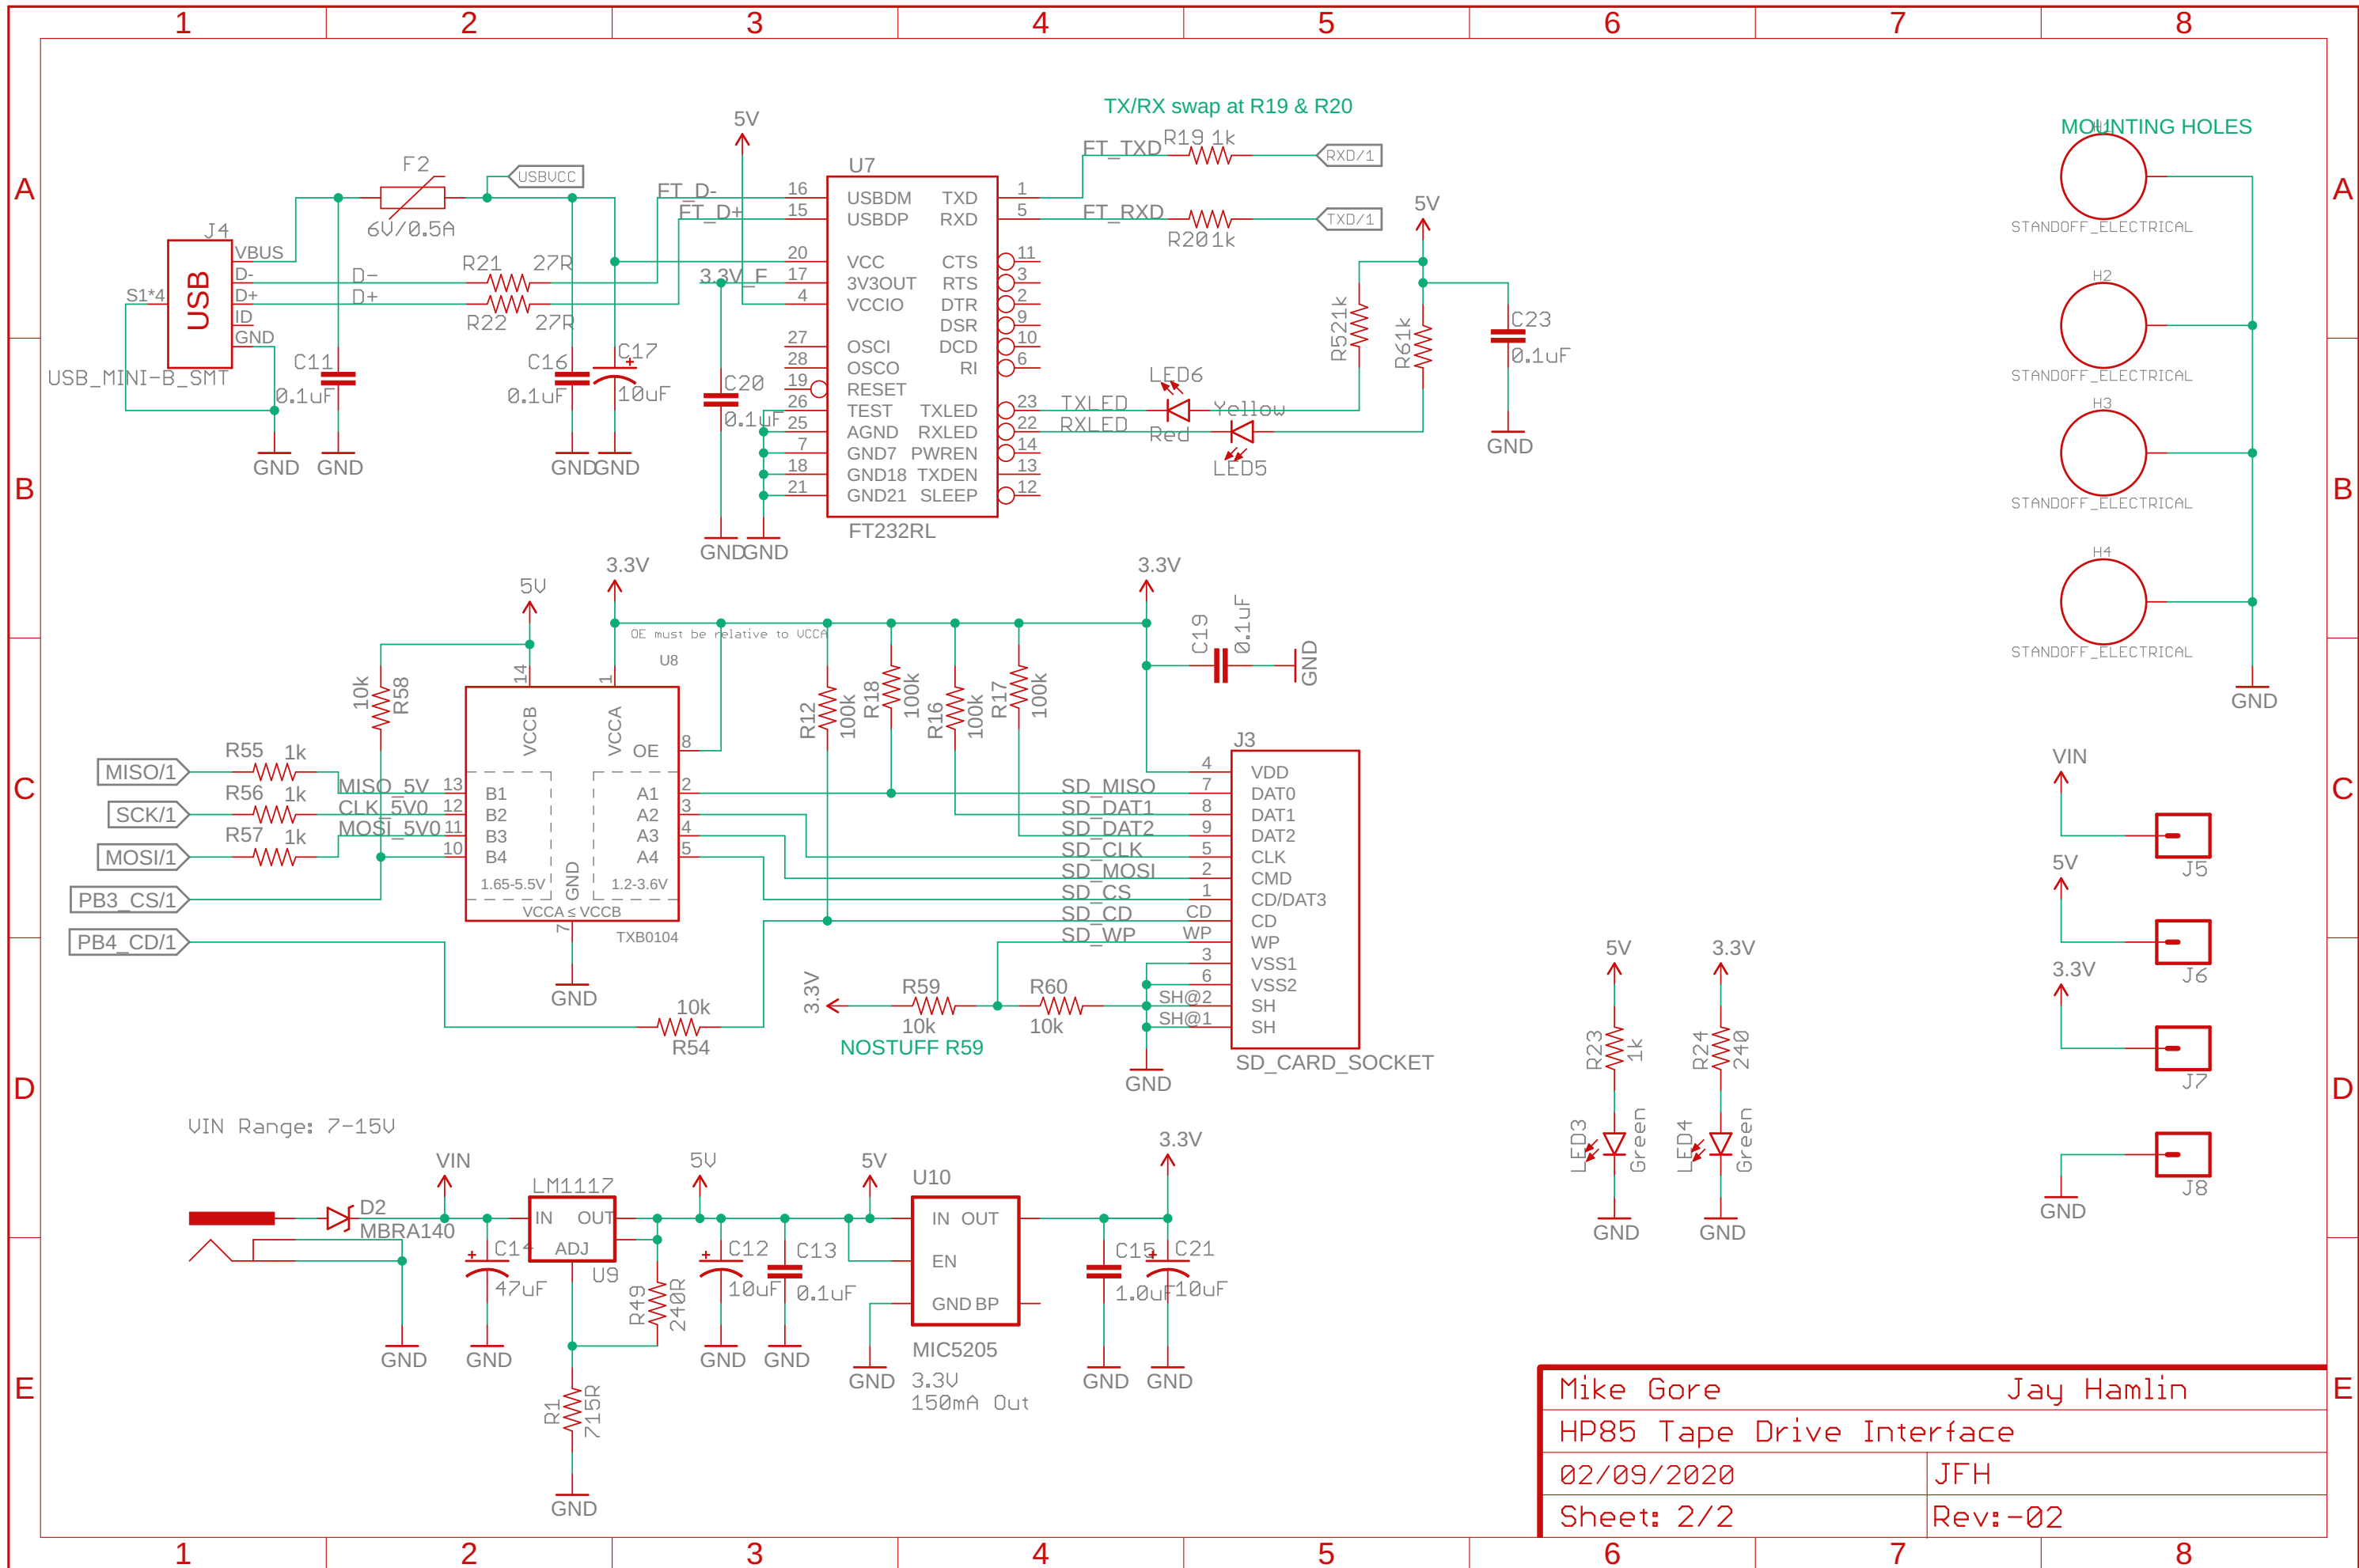 1 2 3 4 5 6 7 8
A A
B B
C C
D D
E E
TX/RX swap at R19 & R20
MOUNTING HOLES
5V
F2
USBVCC
6V/0.5A
J4
VBUS
D-
D+
ID
GND
S1*4
USB
USB_MINI-B_SMT
D-
D+
R21 27R
R22 27R
C11
0.1uF
C16
0.1uF
C17
10uF
GND GND GND GND
FT_D-
FT_D+
3.3V_F
C20
0.1uF
GND GND
U7
16 USBDM TXD 1
15 USBDP RXD 5
20 VCC CTS 11
17 3V3OUT RTS 3
4 VCCIO DTR 2
DSR 9
27 OSCI DCD 10
28 OSCO RI 6
19 RESET
26 TEST TXLED 23
25 AGND RXLED 22
7 GND7 PWREN 14
18 GND18 TXDEN 13
21 GND21 SLEEP 12
FT232RL
FT_TXD
R19 1k
RXD/1
FT_RXD
R20 1k
TXD/1
5V
R52 1k
R6 1k
C23
0.1uF
GND
LED6
TXLED
Yellow
RXLED
Red
LED5
H1
STANDOFF_ELECTRICAL
H2
STANDOFF_ELECTRICAL
H3
STANDOFF_ELECTRICAL
H4
STANDOFF_ELECTRICAL
GND
5V
3.3V
3.3V
OE must be relative to VCCA
U8
14
1
VCCB
VCCA
OE 8
10k
R58
R55 1k
R56 1k
R57 1k
MISO/1
SCK/1
MOSI/1
PB3_CS/1
PB4_CD/1
MISO_5V 13 B1 A1 2
CLK_5V0 12 B2 A2 3
MOSI_5V0 11 B3 A3 4
10 B4 A4 5
1.65-5.5V
GND
1.2-3.6V
VCCA ≤ VCCB
7
TXB0104
GND
R12 100k
R18 100k
R16 100k
R17 100k
C19
0.1uF
GND
J3
SD_MISO
SD_DAT1
SD_DAT2
SD_CLK
SD_MOSI
SD_CS
SD_CD
SD_WP
4 VDD
7 DAT0
8 DAT1
9 DAT2
5 CLK
2 CMD
1 CD/DAT3
CD CD
WP WP
3 VSS1
6 VSS2
SH@2 SH
SH@1 SH
SD_CARD_SOCKET
GND
3.3V
R59
10k
R60
10k
NOSTUFF R59
10k
R54
VIN
J5
5V
J6
3.3V
J7
J8
GND
5V
3.3V
R23 1k
R24 240
LED3 Green
LED4 Green
GND GND
VIN Range: 7-15V
VIN
D2
MBRA140
GND
C14
47uF
GND
LM1117
IN OUT
ADJ
U9
R49 240R
R1 715R
GND
5V
C12
10uF
GND
C13
0.1uF
GND
5V
U10
IN OUT
EN
GND BP
MIC5205
3.3V
150mA Out
GND
3.3V
C15
1.0uF
GND
C21
10uF
GND
Mike Gore Jay Hamlin
HP85 Tape Drive Interface
02/09/2020 JFH
Sheet: 2/2 Rev:-02
1 2 3 4 5 6 7 8